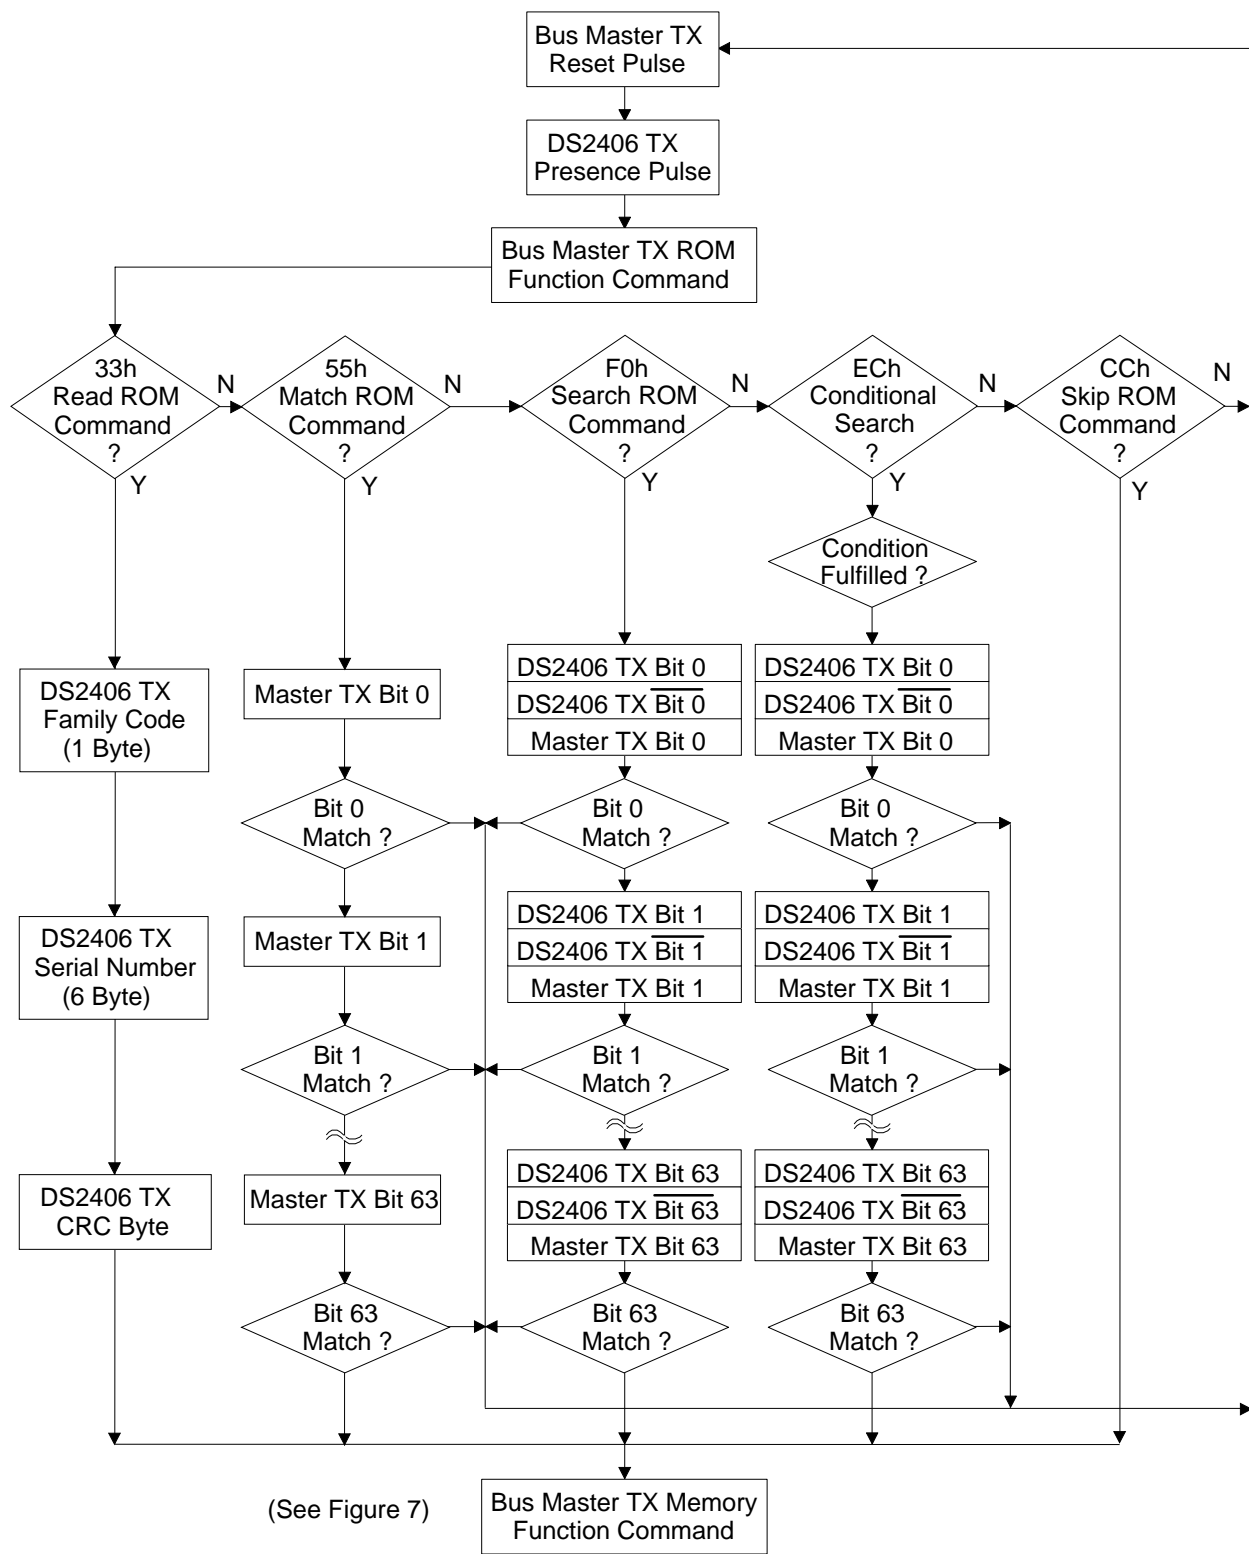 Bus Master TX
Reset Pulse
DS2406 TX
Presence Pulse
Bus Master TX ROM
Function Command
33h
Read ROM
Command
?
N
Y
55h
Match ROM
Command
?
N
Y
F0h
Search ROM
Command
?
N
Y
ECh
Conditional
Search
?
N
Y
CCh
Skip ROM
Command
?
N
Y
Condition
Fulfilled ?
DS2406 TX
Family Code
(1 Byte)
Master TX Bit 0
DS2406 TX Bit 0
DS2406 TX B̅i̅t̅ ̅0̅
Master TX Bit 0
DS2406 TX Bit 0
DS2406 TX B̅i̅t̅ ̅0̅
Master TX Bit 0
Bit 0
Match ?
Bit 0
Match ?
Bit 0
Match ?
DS2406 TX
Serial Number
(6 Byte)
Master TX Bit 1
DS2406 TX Bit 1
DS2406 TX B̅i̅t̅ ̅1̅
Master TX Bit 1
DS2406 TX Bit 1
DS2406 TX B̅i̅t̅ ̅1̅
Master TX Bit 1
Bit 1
Match ?
Bit 1
Match ?
Bit 1
Match ?
DS2406 TX
CRC Byte
Master TX Bit 63
DS2406 TX Bit 63
DS2406 TX B̅i̅t̅ ̅6̅3̅
Master TX Bit 63
DS2406 TX Bit 63
DS2406 TX B̅i̅t̅ ̅6̅3̅
Master TX Bit 63
Bit 63
Match ?
Bit 63
Match ?
Bit 63
Match ?
(See Figure 7)
Bus Master TX Memory
Function Command